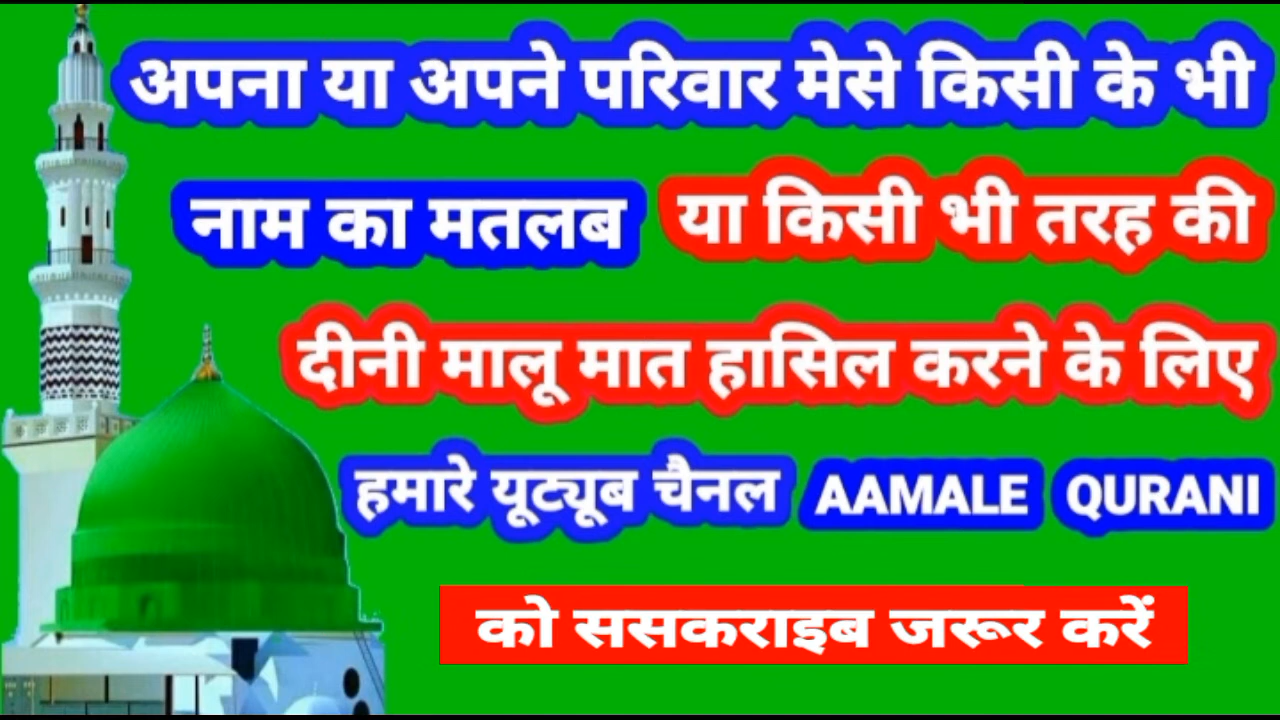 अपना या अपने परिवार मेसे किसी के भी
नाम का मतलब या किसी भी तरह की
दीनी मालू मात हासिल करने के लिए
हमारे यूट्यूब चैनल AAMALE QURANI
को ससकराइब जरूर करें